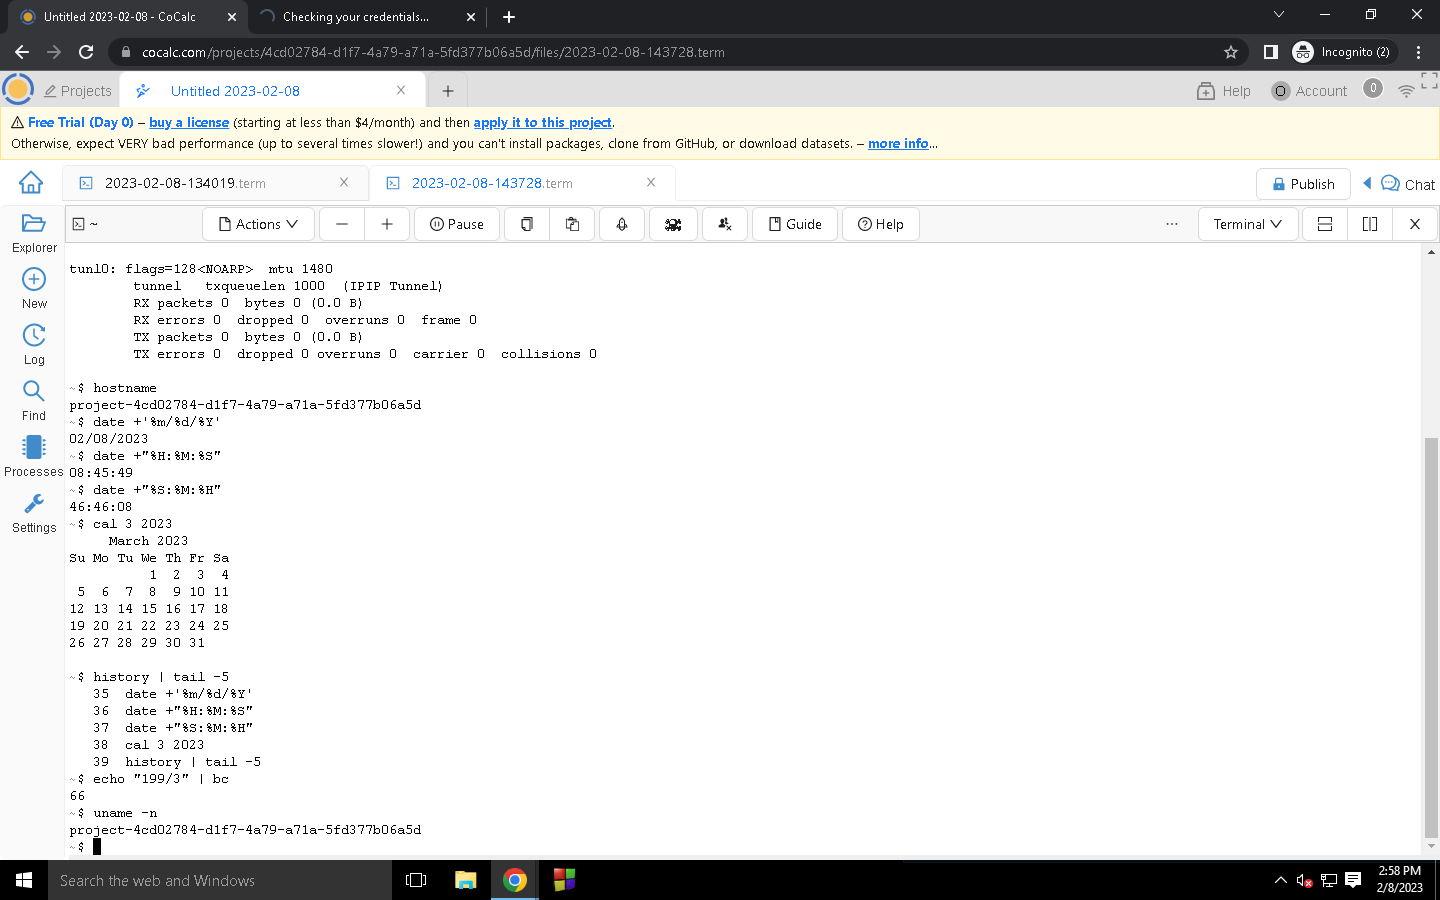 Untitled 2023-02-08 - CoCalc
Checking your credentials...
cocalc.com/projects/4cd02784-d1f7-4a79-a71a-5fd377b06a5d/files/2023-02-08-143728.term
Incognito (2)
Projects
Untitled 2023-02-08
Help
O Account
0
Free Trial (Day 0) – buy a license (starting at less than $4/month) and then apply it to this project.
Otherwise, expect VERY bad performance (up to several times slower!) and you can't install packages, clone from GitHub, or download datasets. – more info...
2023-02-08-134019.term
2023-02-08-143728.term
Publish
Chat
~
Actions
Pause
Guide
Help
...
Terminal
Explorer
New
Log
Find
Processes
Settings
tunl0: flags=128<NOARP>  mtu 1480
        tunnel   txqueuelen 1000  (IPIP Tunnel)
        RX packets 0  bytes 0 (0.0 B)
        RX errors 0  dropped 0  overruns 0  frame 0
        TX packets 0  bytes 0 (0.0 B)
        TX errors 0  dropped 0 overruns 0  carrier 0  collisions 0
~$ hostname
project-4cd02784-d1f7-4a79-a71a-5fd377b06a5d
~$ date +'%m/%d/%Y'
02/08/2023
~$ date +"%H:%M:%S"
08:45:49
~$ date +"%S:%M:%H"
46:46:08
~$ cal 3 2023
     March 2023
Su Mo Tu We Th Fr Sa
          1  2  3  4
 5  6  7  8  9 10 11
12 13 14 15 16 17 18
19 20 21 22 23 24 25
26 27 28 29 30 31
~$ history | tail -5
   35  date +'%m/%d/%Y'
   36  date +"%H:%M:%S"
   37  date +"%S:%M:%H"
   38  cal 3 2023
   39  history | tail -5
~$ echo "199/3" | bc
66
~$ uname -n
project-4cd02784-d1f7-4a79-a71a-5fd377b06a5d
~$
Search the web and Windows
2:58 PM
2/8/2023